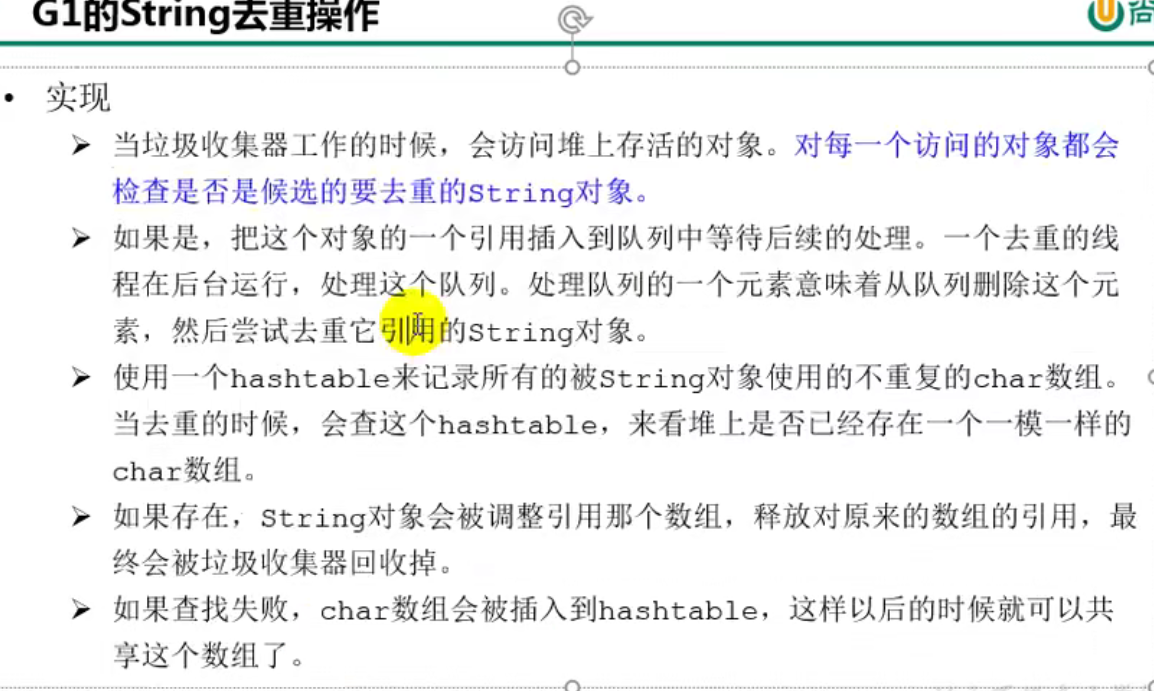 G1的String去重操作
尚
• 实现
➢ 当垃圾收集器工作的时候，会访问堆上存活的对象。对每一个访问的对象都会
检查是否是候选的要去重的String对象。
➢ 如果是，把这个对象的一个引用插入到队列中等待后续的处理。一个去重的线
程在后台运行，处理这个队列。处理队列的一个元素意味着从队列删除这个元
素，然后尝试去重它引用的String对象。
➢ 使用一个hashtable来记录所有的被String对象使用的不重复的char数组。
当去重的时候，会查这个hashtable，来看堆上是否已经存在一个一模一样的
char数组。
➢ 如果存在，String对象会被调整引用那个数组，释放对原来的数组的引用，最
终会被垃圾收集器回收掉。
➢ 如果查找失败，char数组会被插入到hashtable，这样以后的时候就可以共
享这个数组了。